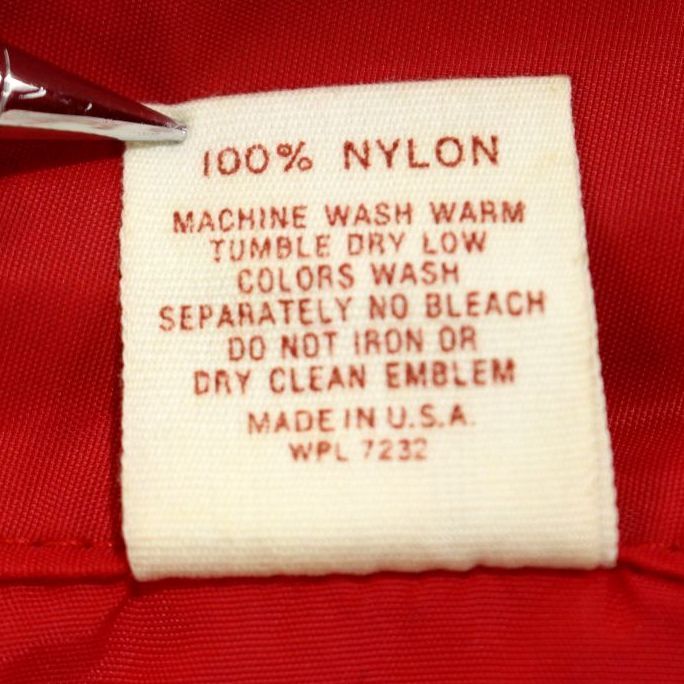 100% NYLON
MACHINE WASH WARM
TUMBLE DRY LOW
COLORS WASH
SEPARATELY NO BLEACH
DO NOT IRON OR
DRY CLEAN EMBLEM
MADE IN U.S.A.
WPL 7232